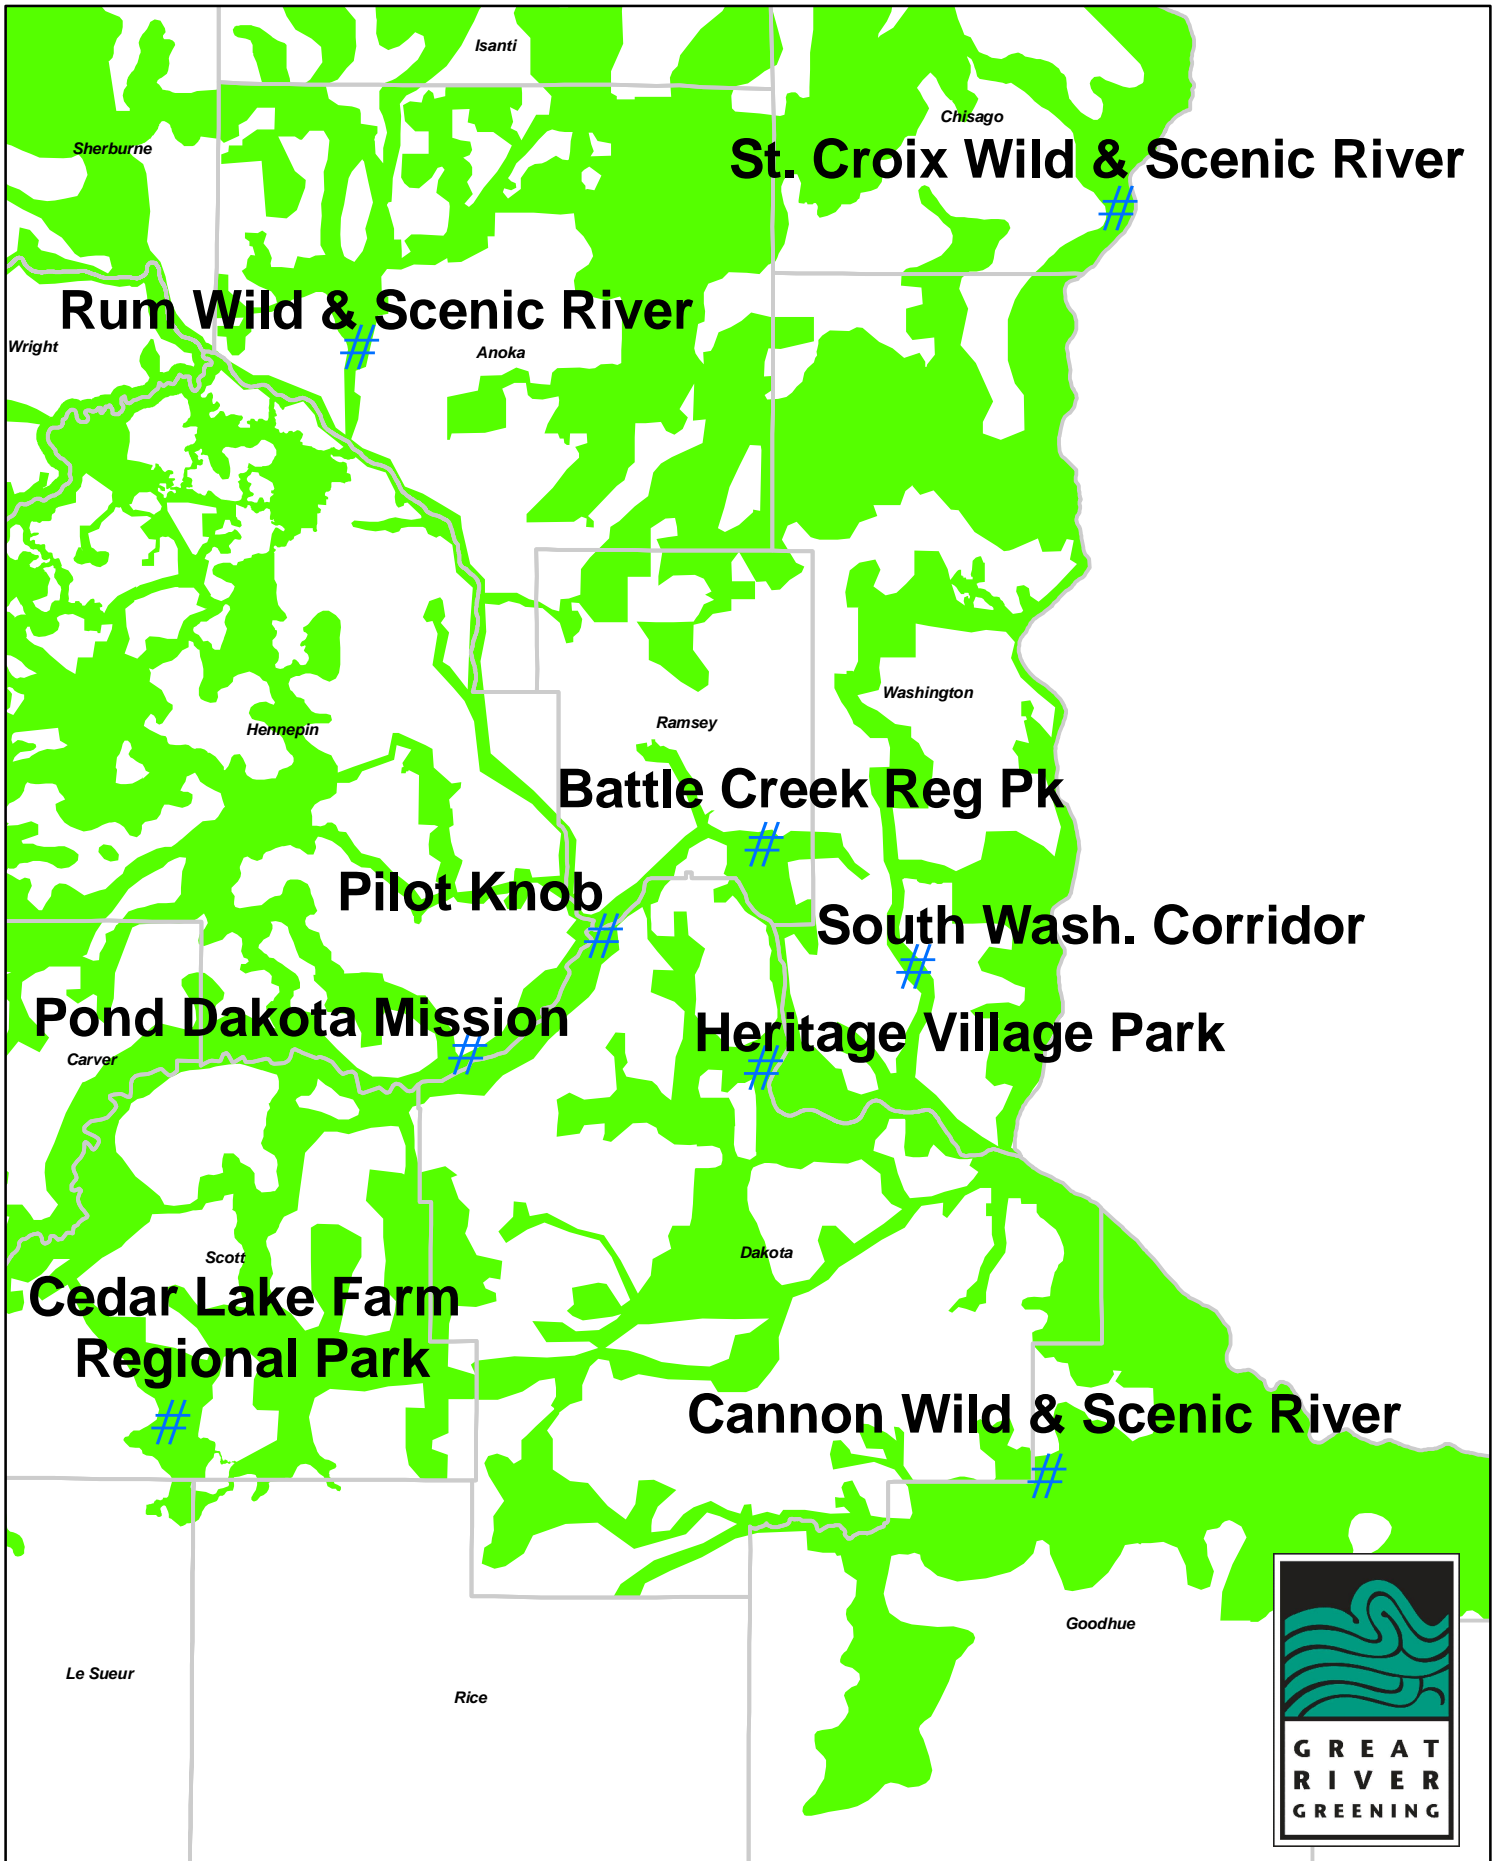 Isanti
Chisago
Sherburne
St. Croix Wild & Scenic River
#
Rum Wild & Scenic River
Wright
#
Anoka
Washington
Ramsey
Hennepin
Battle Creek Reg Pk
#
Pilot Knob
#
South Wash. Corridor
#
Pond Dakota Mission
#
Heritage Village Park
#
Carver
Dakota
Scott
Cedar Lake Farm
Regional Park
#
Cannon Wild & Scenic River
#
Goodhue
Le Sueur
Rice
GREAT
RIVER
GREENING